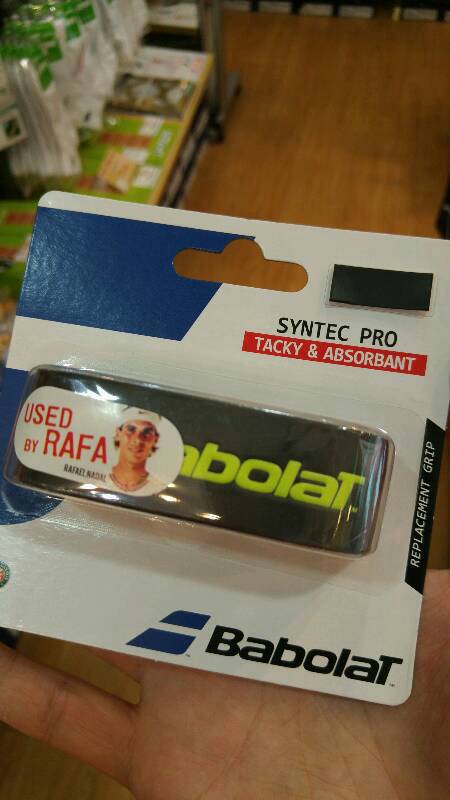 SYNTEC PRO
TACKY & ABSORBANT
USED
BY RAFA
RAFAEL NADAL
abolaT
REPLACEMENT GRIP
BabolaT